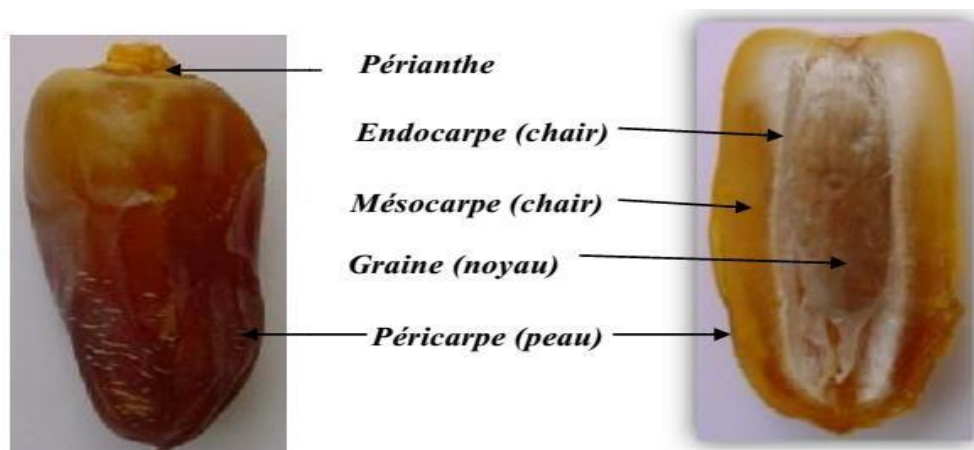 Périanthe
Endocarpe (chair)
Mésocarpe (chair)
Graine (noyau)
Péricarpe (peau)